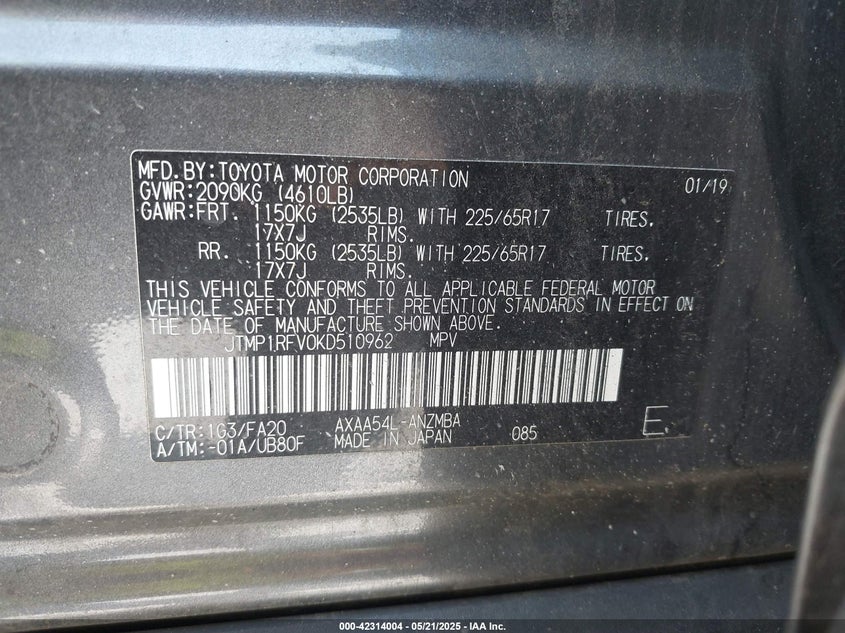 MFD.BY:TOYOTA MOTOR CORPORATION 01/19
GVWR:2090KG (4610LB)
GAWR:FRT. 1150KG (2535LB) WITH 225/65R17 TIRES.
17X7J RIMS.
RR. 1150KG (2535LB) WITH 225/65R17 TIRES.
17X7J RIMS.
THIS VEHICLE CONFORMS TO ALL APPLICABLE FEDERAL MOTOR
VEHICLE SAFETY AND THEFT PREVENTION STANDARDS IN EFFECT ON
THE DATE OF MANUFACTURE SHOWN ABOVE.
JTMP1RFV0KD510962 MPV
C/TR:1G3/FA20 AXAA54L-ANZMBA
A/TM:-01A/UB80F MADE IN JAPAN 085 E.
000-42314004 - 05/21/2025 - IAA Inc.